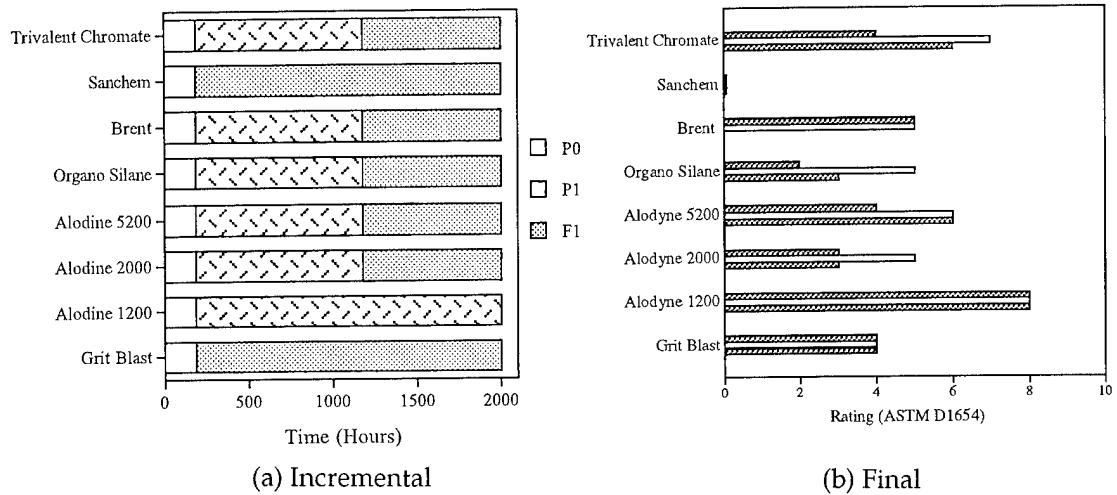 Trivalent Chromate
Sanchem
Brent
Organo Silane
Alodine 5200
Alodine 2000
Alodine 1200
Grit Blast
0
500
1000
1500
2000
Time (Hours)
(a) Incremental
P0
P1
F1
Trivalent Chromate
Sanchem
Brent
Organo Silane
Alodyne 5200
Alodyne 2000
Alodyne 1200
Grit Blast
0
2
4
6
8
10
Rating (ASTM D1654)
(b) Final